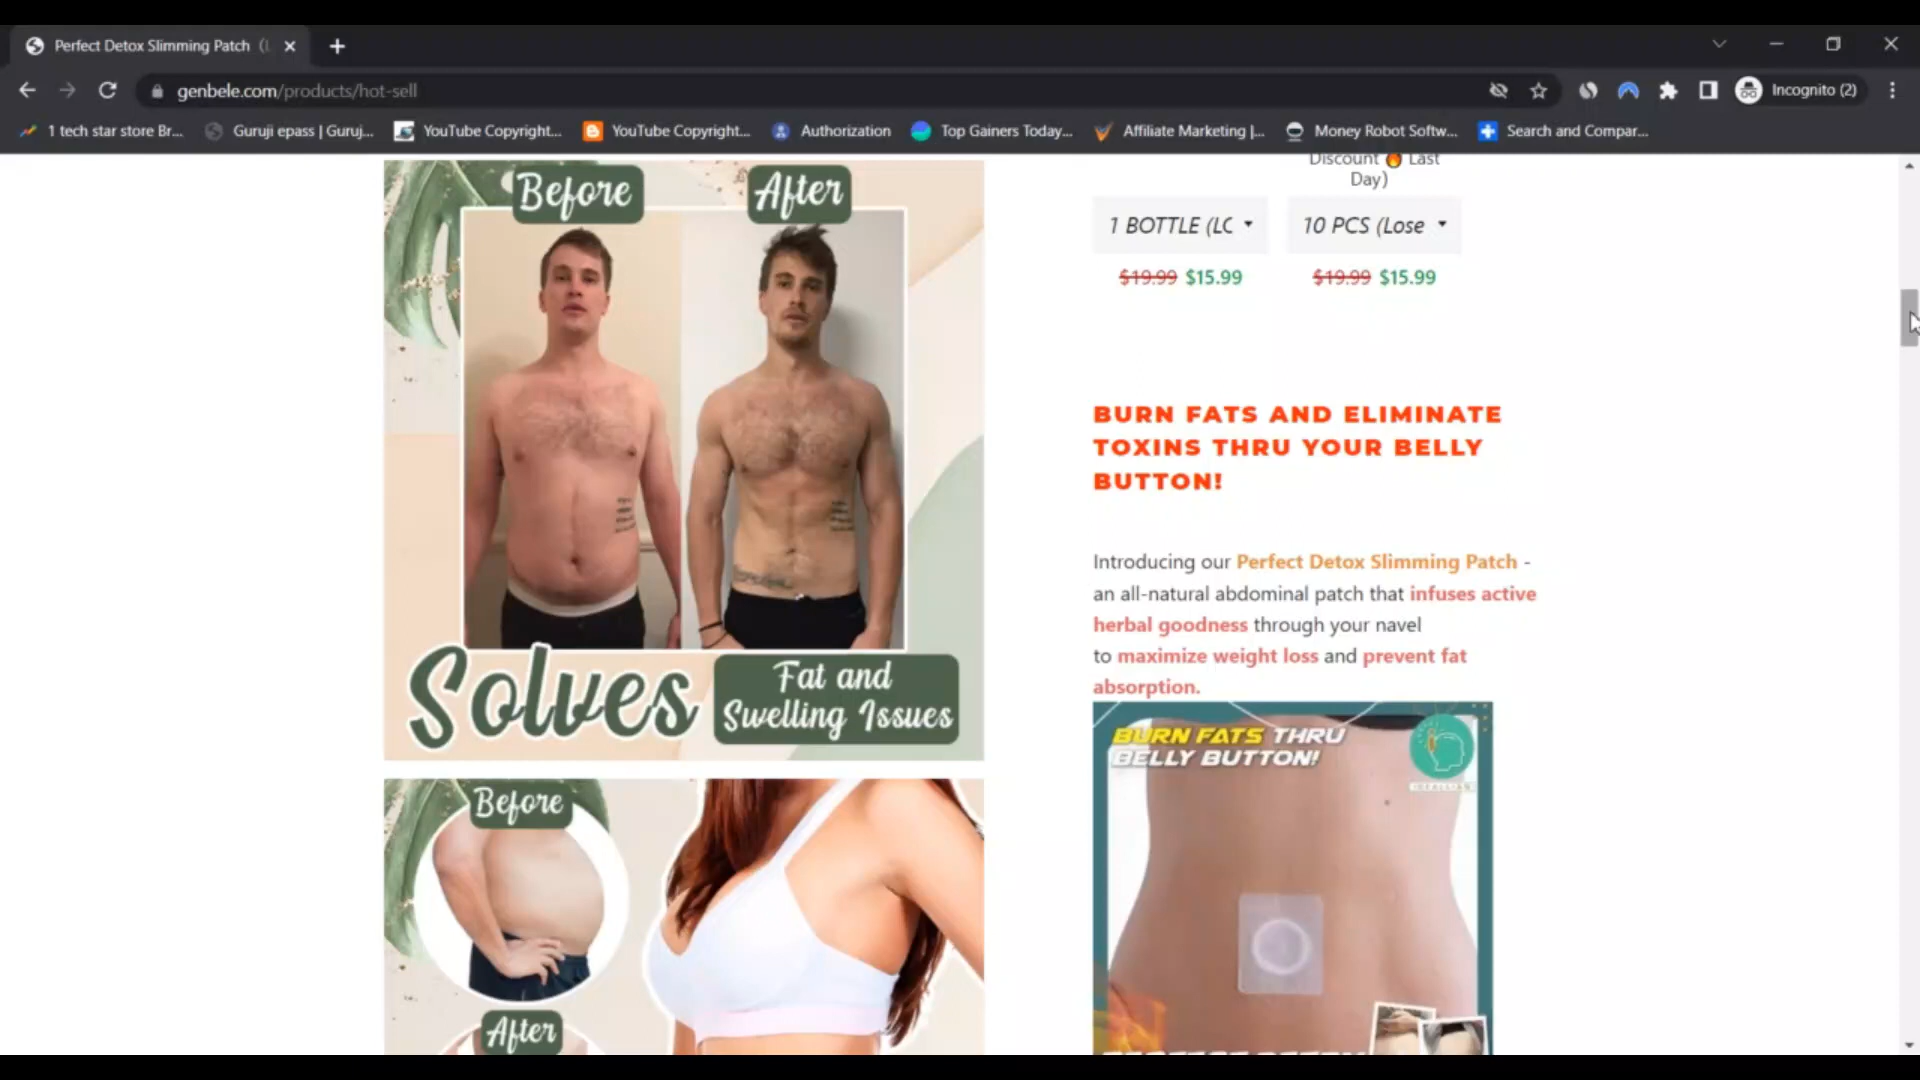 Perfect Detox Slimming Patch (L
genbele.com/products/hot-sell
Incognito (2)
1 tech star store Br...
Guruji epass | Guruj...
YouTube Copyright...
YouTube Copyright...
Authorization
Top Gainers Today...
Affiliate Marketing |...
Money Robot Softw...
Search and Compar...
Before
After
Solves
Fat and
Swelling Issues
Before
After
Discount 🔥 Last
Day)
1 BOTTLE (LC
10 PCS (Lose
$19.99 $15.99
$19.99 $15.99
BURN FATS AND ELIMINATE
TOXINS THRU YOUR BELLY
BUTTON!
Introducing our Perfect Detox Slimming Patch -
an all-natural abdominal patch that infuses active
herbal goodness through your navel
to maximize weight loss and prevent fat
absorption.
BURN FATS THRU
BELLY BUTTON!